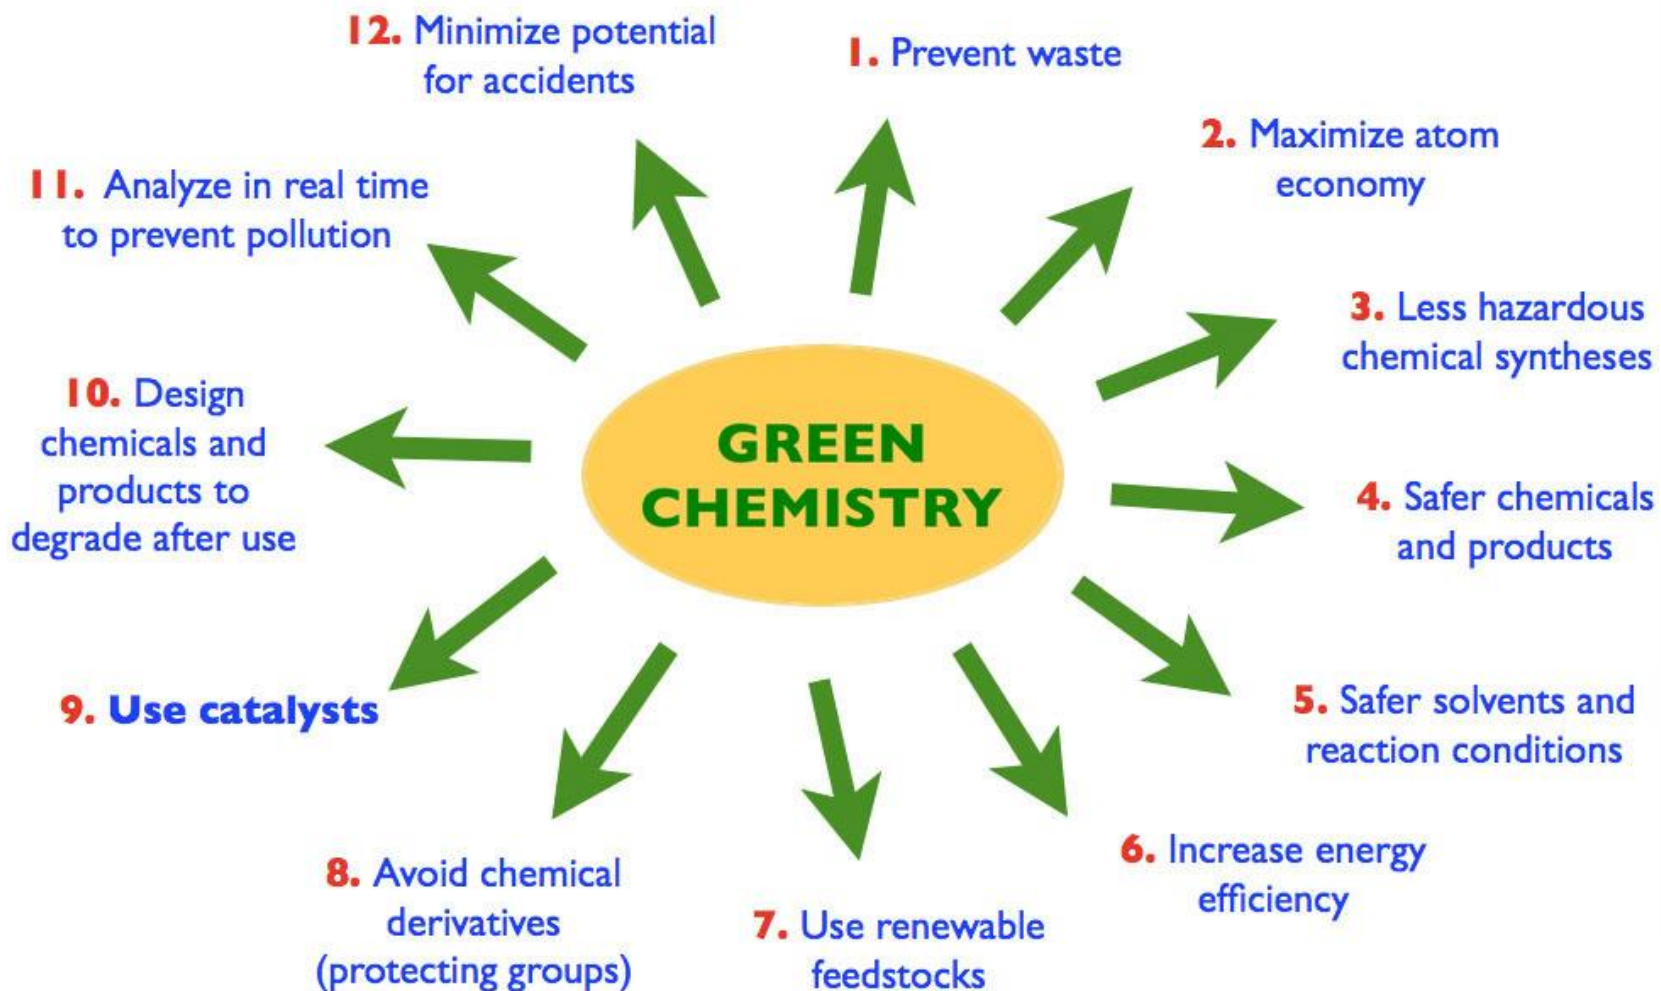 12. Minimize potential
for accidents
1. Prevent waste
2. Maximize atom
economy
11. Analyze in real time
to prevent pollution
3. Less hazardous
chemical syntheses
10. Design
chemicals and
products to
degrade after use
GREEN
CHEMISTRY
4. Safer chemicals
and products
9. Use catalysts
5. Safer solvents and
reaction conditions
8. Avoid chemical
derivatives
(protecting groups)
7. Use renewable
feedstocks
6. Increase energy
efficiency